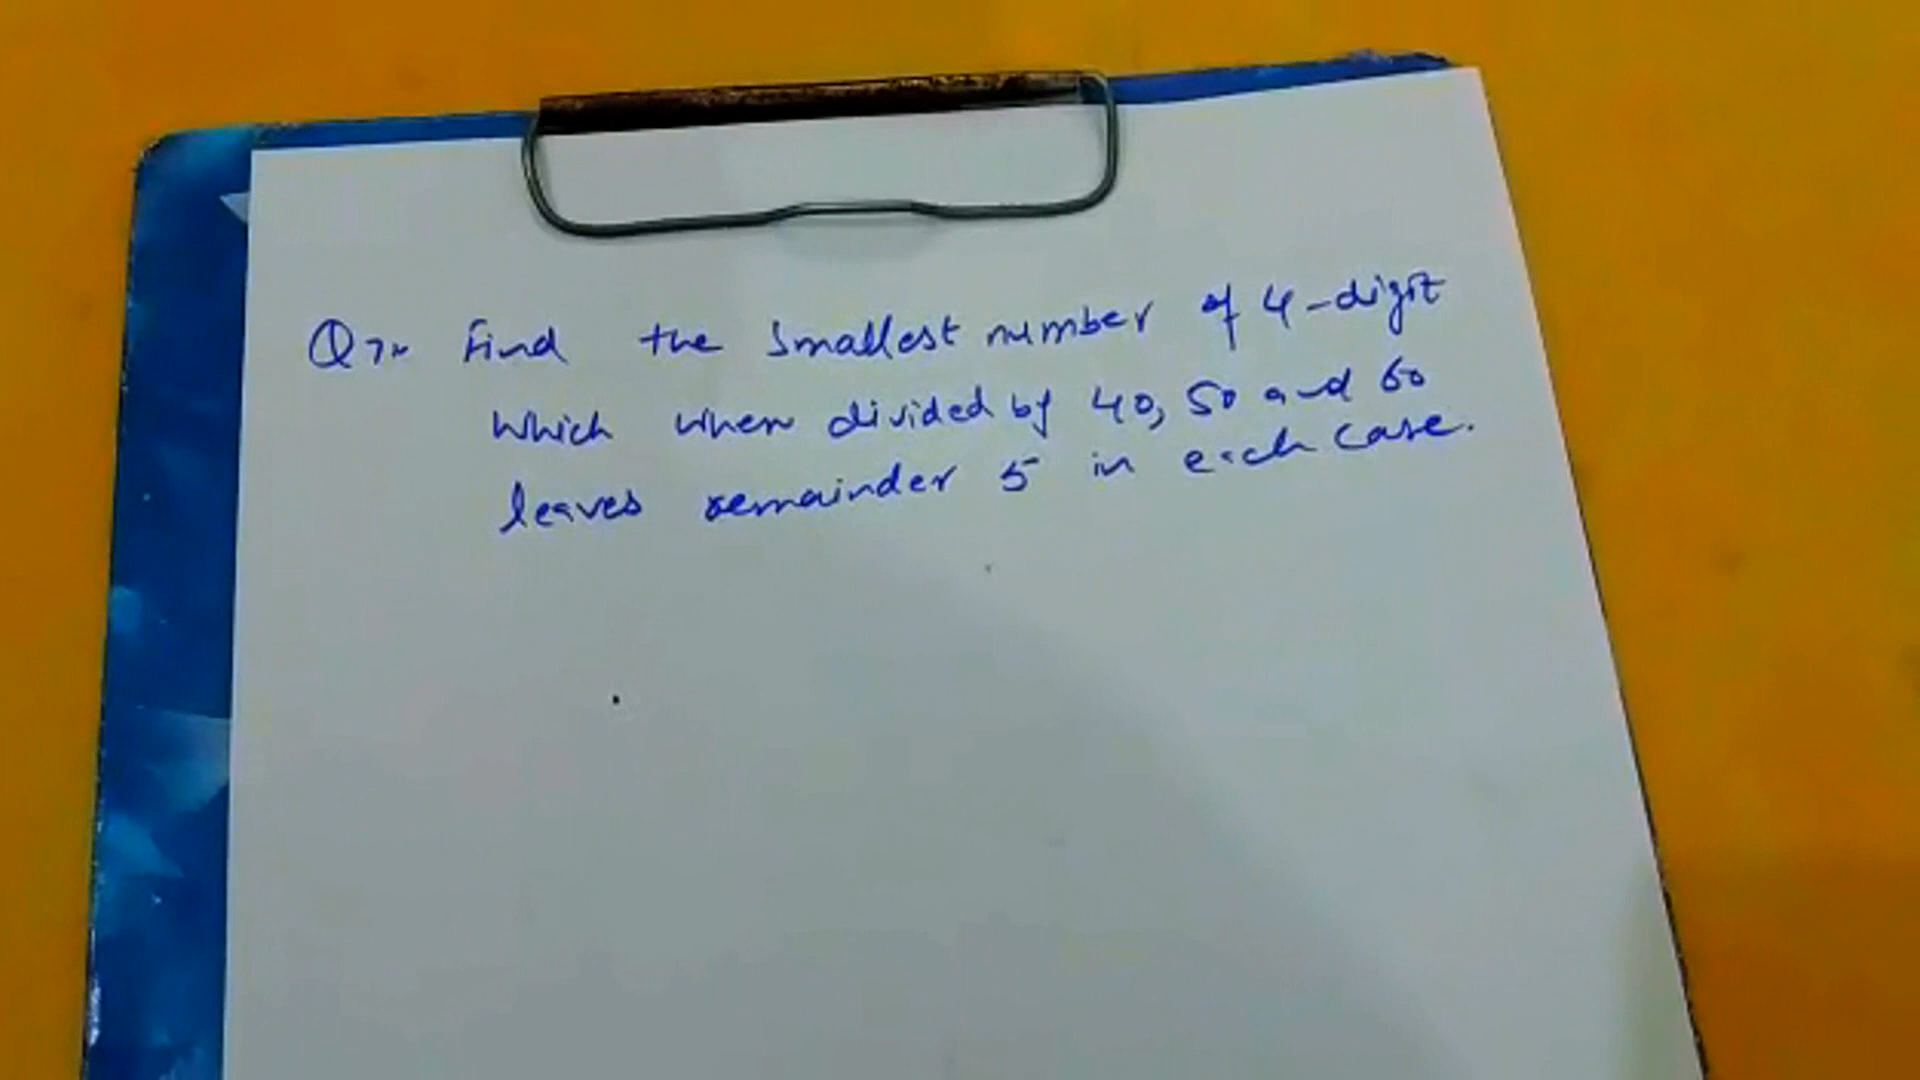 Q7. Find the smallest number of 4-digit
which when divided by 40, 50 and 60
leaves remainder 5 in each case.